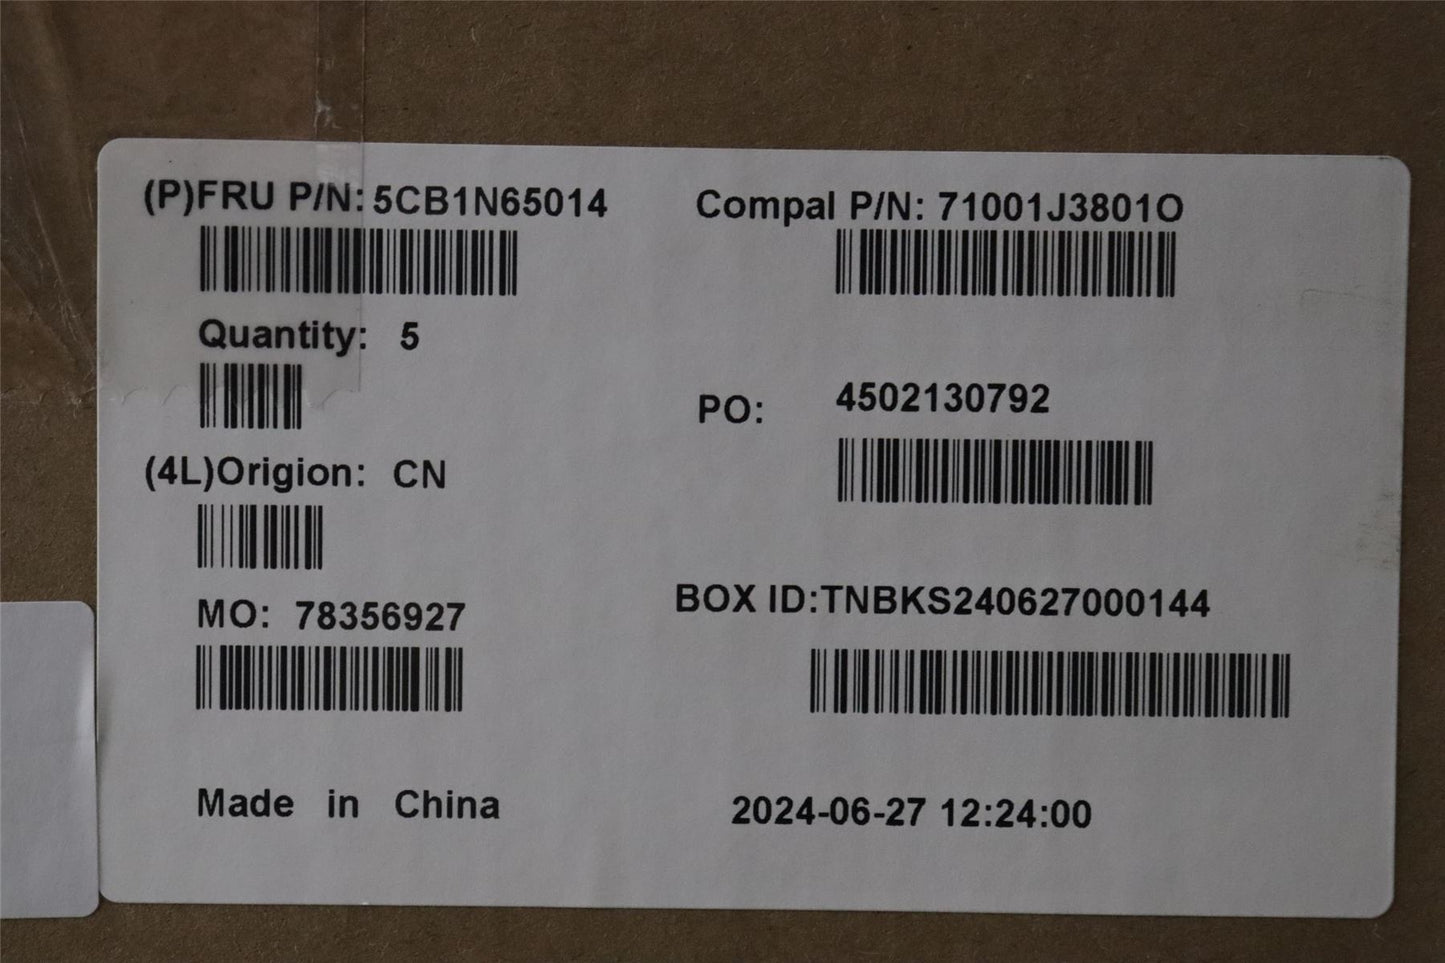 (P)FRU P/N: 5CB1N65014
Compal P/N: 71001J3801O
Quantity: 5
PO: 4502130792
(4L)Origion: CN
MO: 78356927
BOX ID:TNBKS240627000144
Made in China
2024-06-27 12:24:00